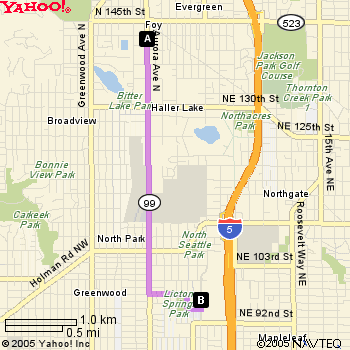 YAHOO!
N 145th St
Evergreen
523
Foy
A
Aurora Ave N
Greenwood Ave N
Jackson
Park Golf
Course
Bitter
Lake Park
Haller Lake
NE 130th St
Thornton
Creek Park
1
Northacres
Park
NE 125th St
Broadview
15th Ave NE
Bonnie
View Park
Northgate
99
Carkeek
Park
5
North
Seattle
Park
Roosevelt Way NE
North Park
Holman Rd NW
NE 103rd St
Greenwood
Licton
Springs
Park
B
NE 92nd St
1.0 km
0.5 mi
Mapleleaf
© 2005 Yahoo! Inc
©2005 NAVTEQ